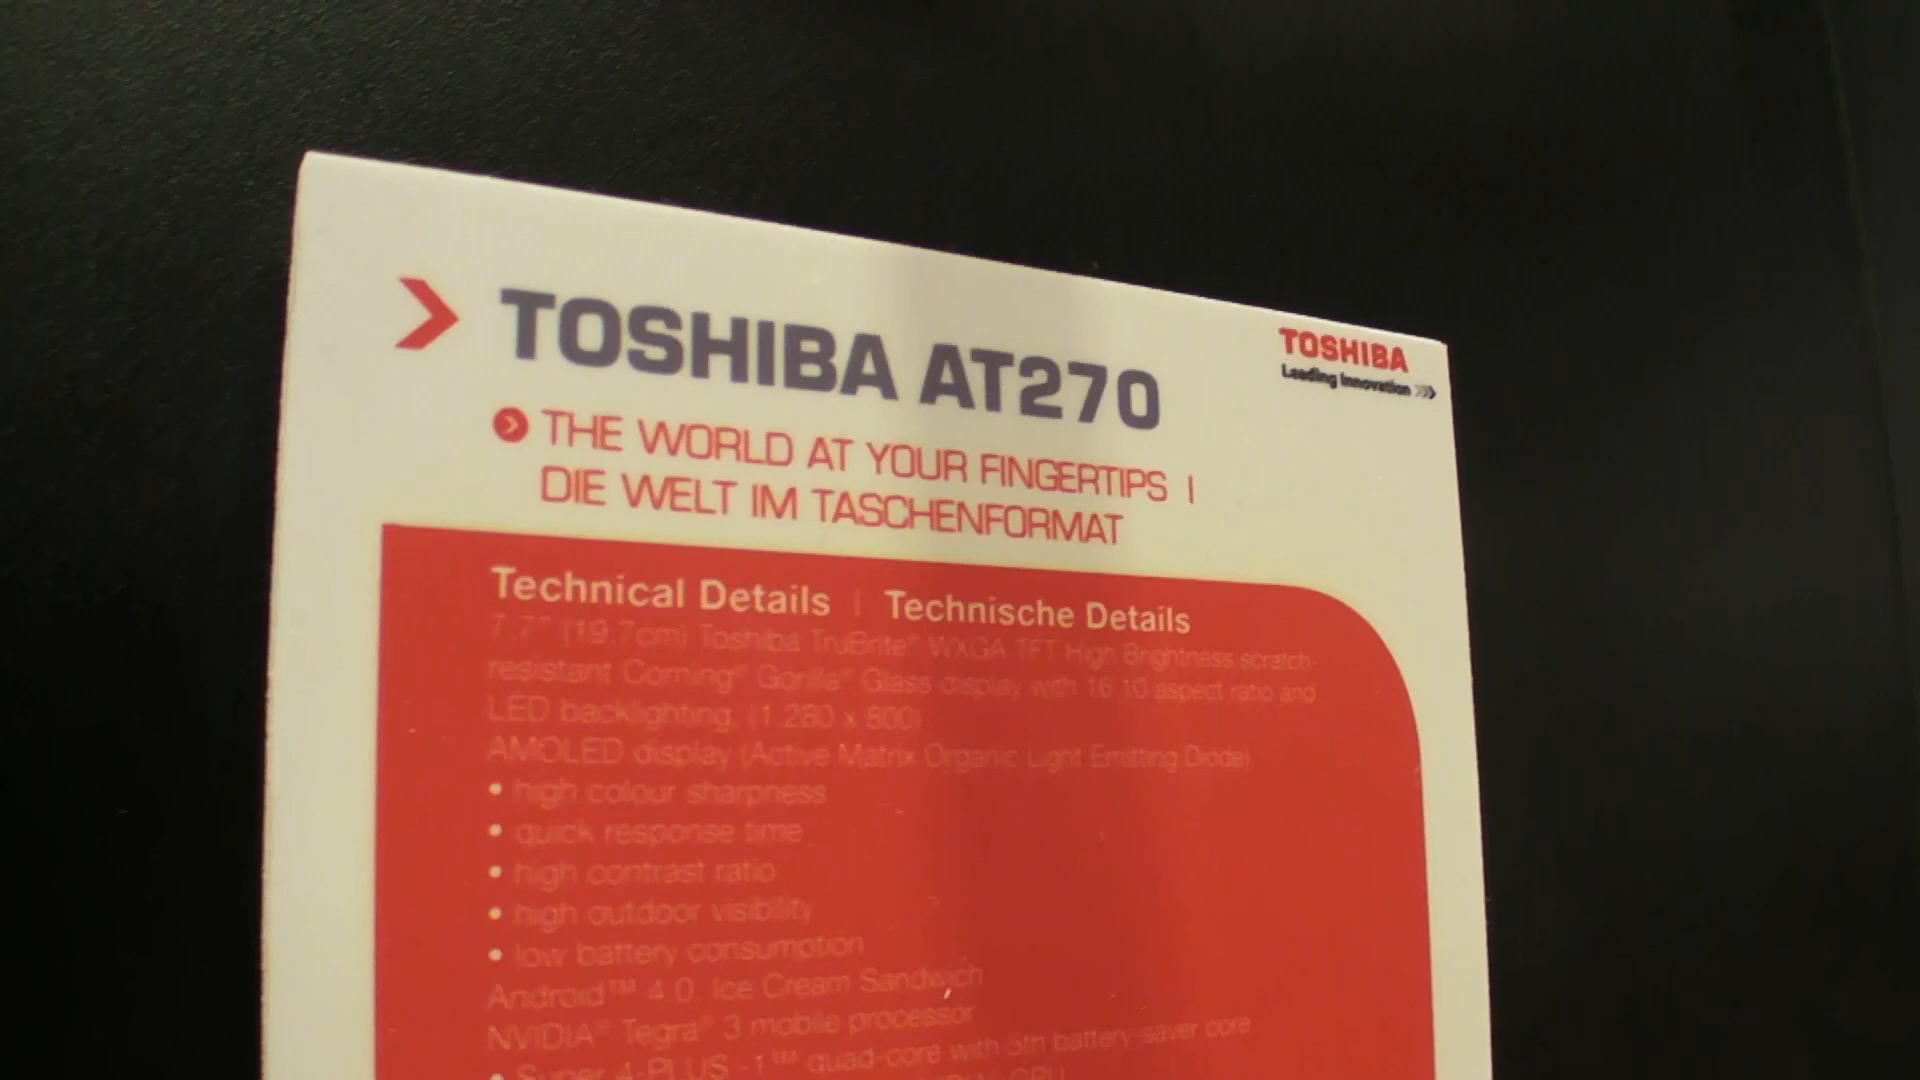 TOSHIBA AT270
TOSHIBA
Leading Innovation >>>
THE WORLD AT YOUR FINGERTIPS |
DIE WELT IM TASCHENFORMAT
Technical Details | Technische Details
7.7" (19.7cm) Toshiba TruBrite® WXGA TFT High Brightness scratch-
resistant Corning® Gorilla® Glass display with 16:10 aspect ratio and
LED backlighting. (1.280 x 800)
AMOLED display (Active Matrix Organic Light Emitting Diode)
• high colour sharpness
• quick response time
• high contrast ratio
• high outdoor visibility
• low battery consumption
Android™ 4.0, Ice Cream Sandwich
NVIDIA® Tegra® 3 mobile processor
• Super 4-PLUS -1™ quad-core with 5th battery-saver core